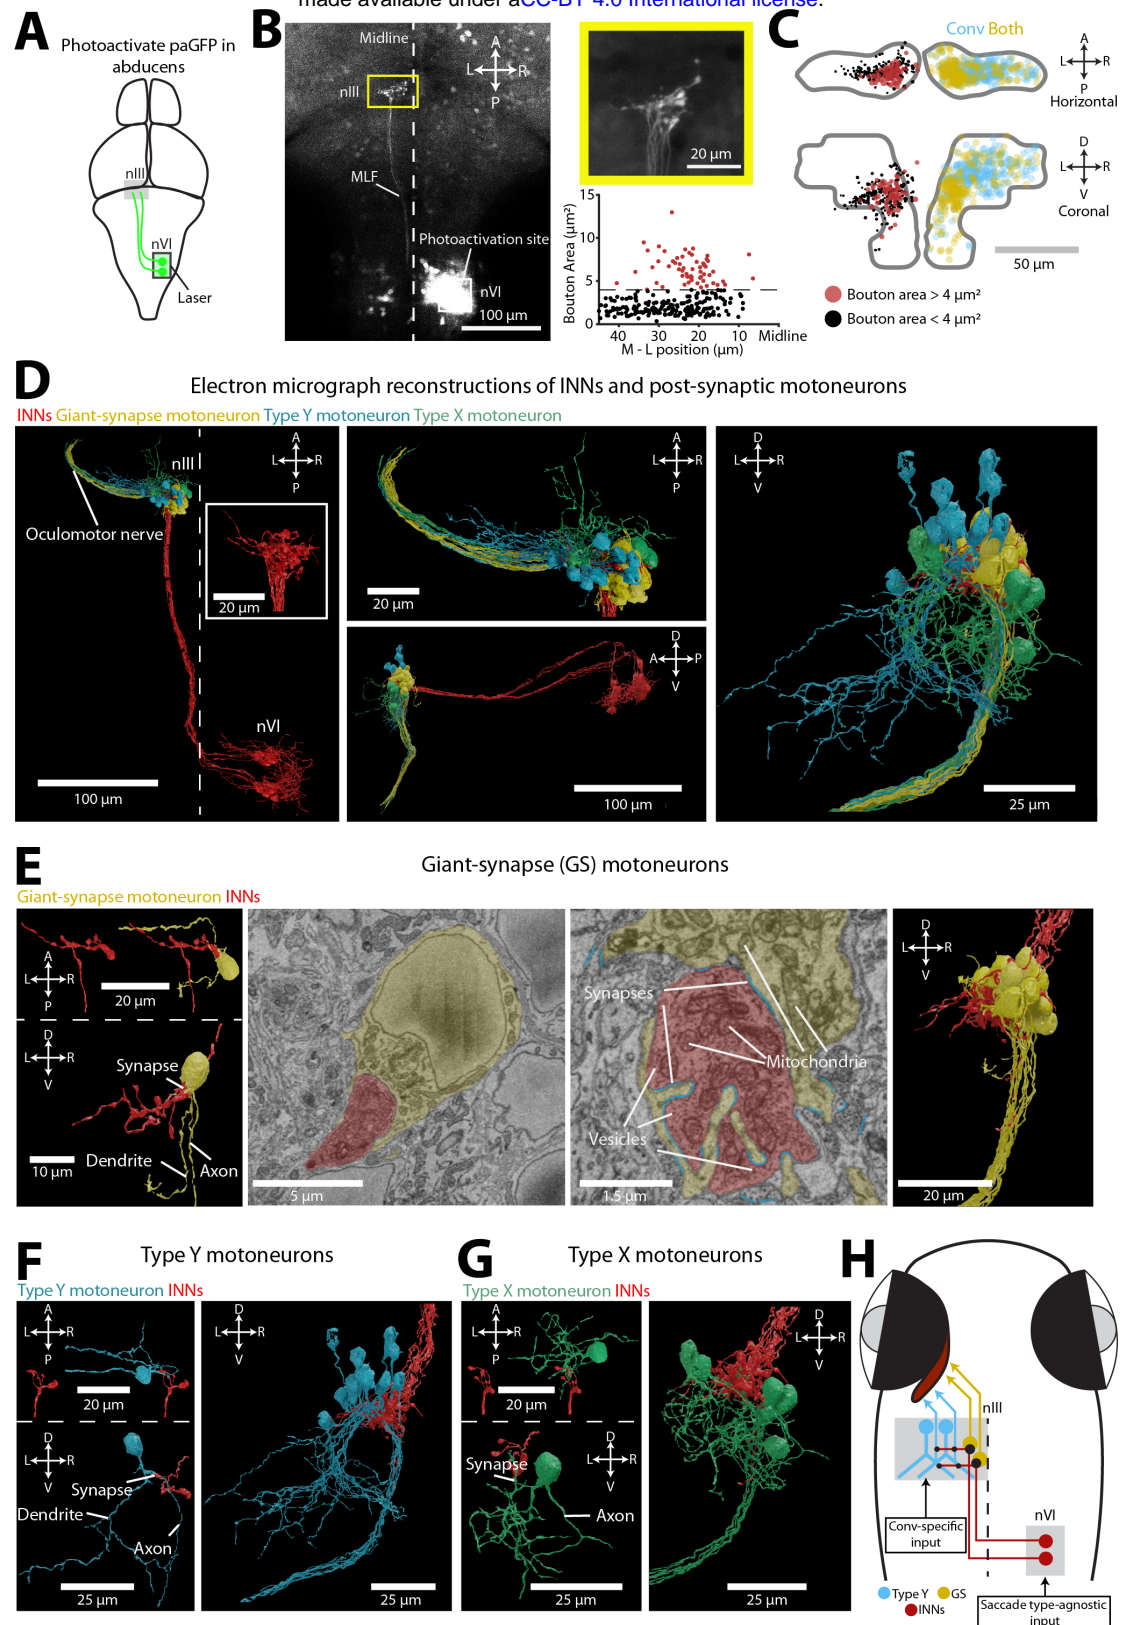 made available under aCC-BY 4.0 International license.
A
Photoactivate paGFP in
abducens
nIII
nVI
Laser
B
Midline
A
L R
P
nIII
MLF
Photoactivation site
nVI
100 µm
20 µm
Bouton Area (µm²)
15
10
5
0
40 30 20 10 Midline
M - L position (µm)
C
Conv Both
A
L R
P
Horizontal
D
L R
V
Coronal
50 µm
Bouton area > 4 µm²
Bouton area < 4 µm²
D
Electron micrograph reconstructions of INNs and post-synaptic motoneurons
INNs Giant-synapse motoneuron Type Y motoneuron Type X motoneuron
nIII
A
L R
P
Oculomotor nerve
20 µm
nVI
100 µm
A
L R
P
20 µm
D
A P
V
100 µm
D
L R
V
25 µm
E
Giant-synapse (GS) motoneurons
Giant-synapse motoneuron INNs
A
L R
P
20 µm
D
L R
V
Synapse
Dendrite
Axon
10 µm
5 µm
Synapses
Mitochondria
Vesicles
1.5 µm
D
L R
V
20 µm
F
Type Y motoneurons
Type Y motoneuron INNs
A
L R
P
20 µm
D
L R
V
Synapse
Dendrite
Axon
25 µm
D
L R
V
25 µm
G
Type X motoneurons
Type X motoneuron INNs
A
L R
P
20 µm
D
L R
V
Synapse
Axon
25 µm
D
L R
V
25 µm
H
nIII
nVI
Conv-specific
input
Type Y GS
INNs
Saccade type-agnostic
input